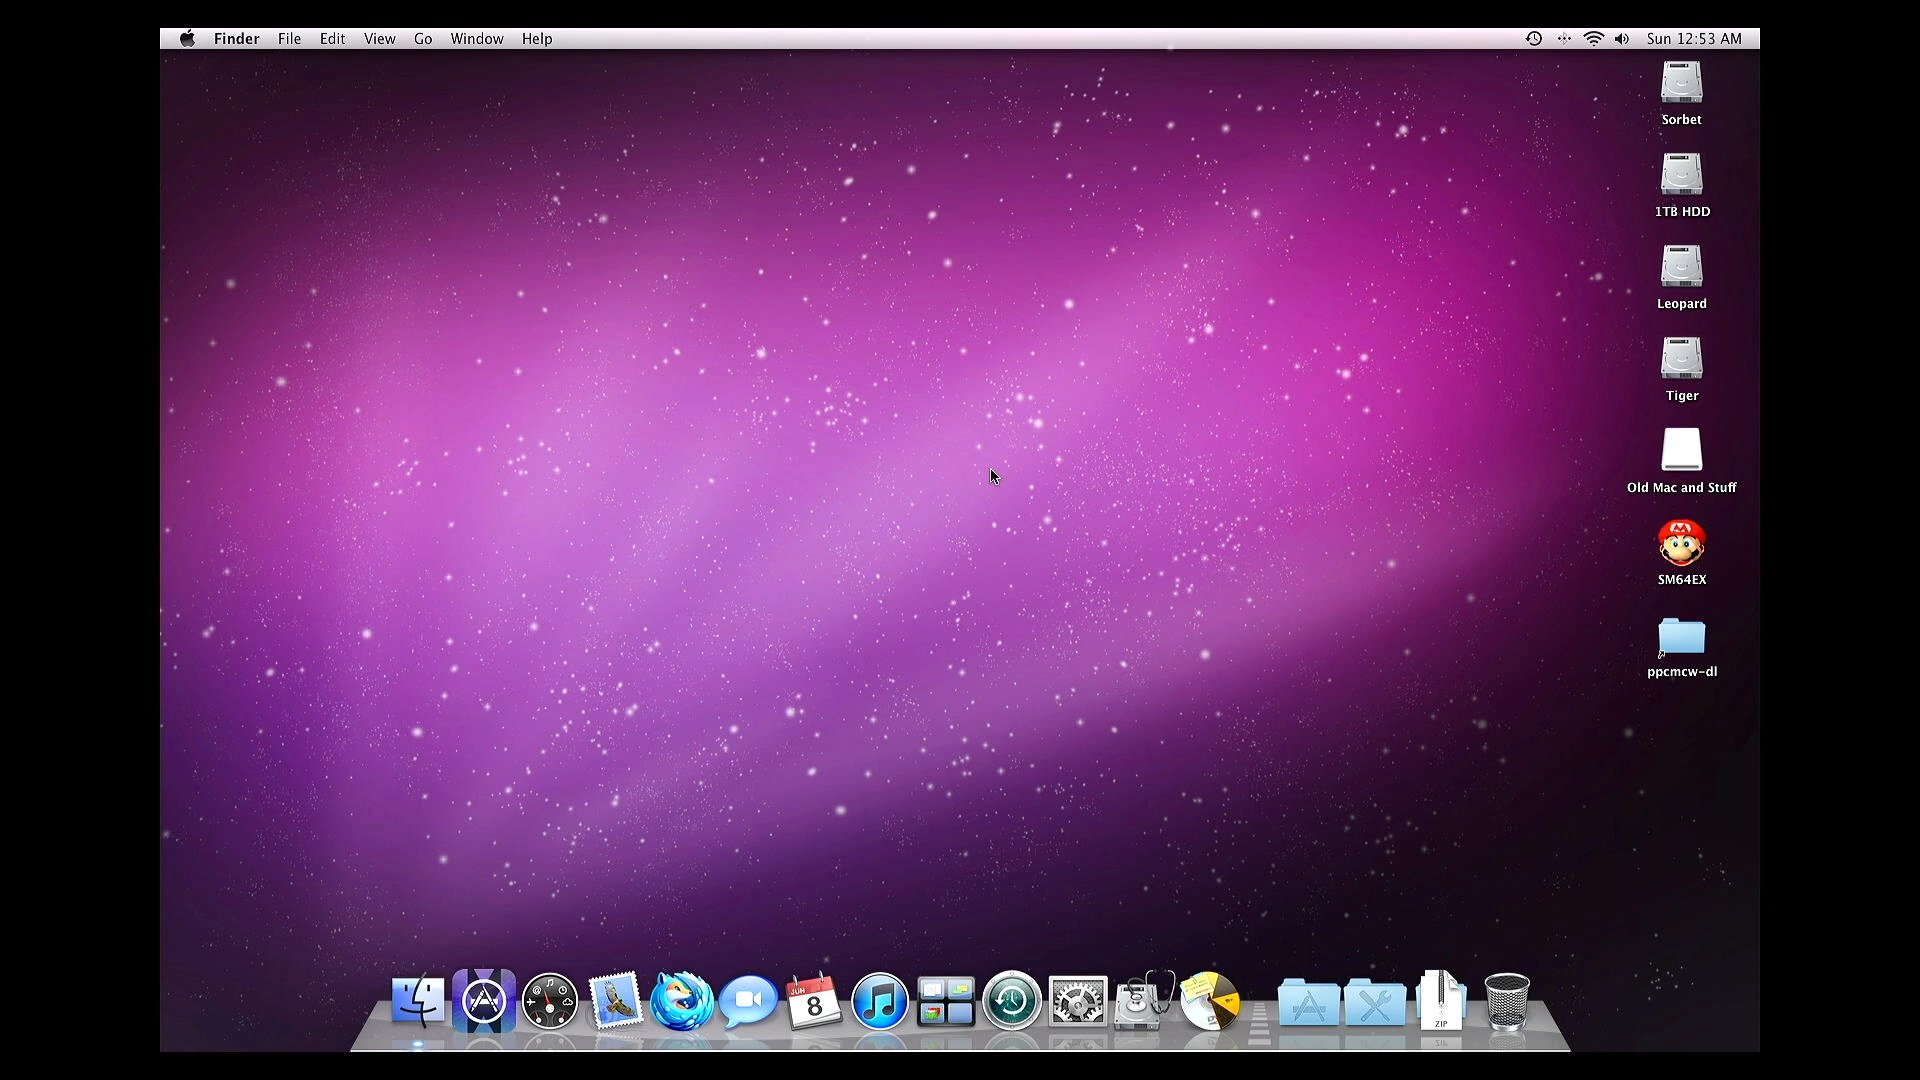 Finder File Edit View Go Window Help Sun 12:53 AM
Sorbet
1TB HDD
Leopard
Tiger
Old Mac and Stuff
SM64EX
ppcmcw-dl
JUN
8
ZIP